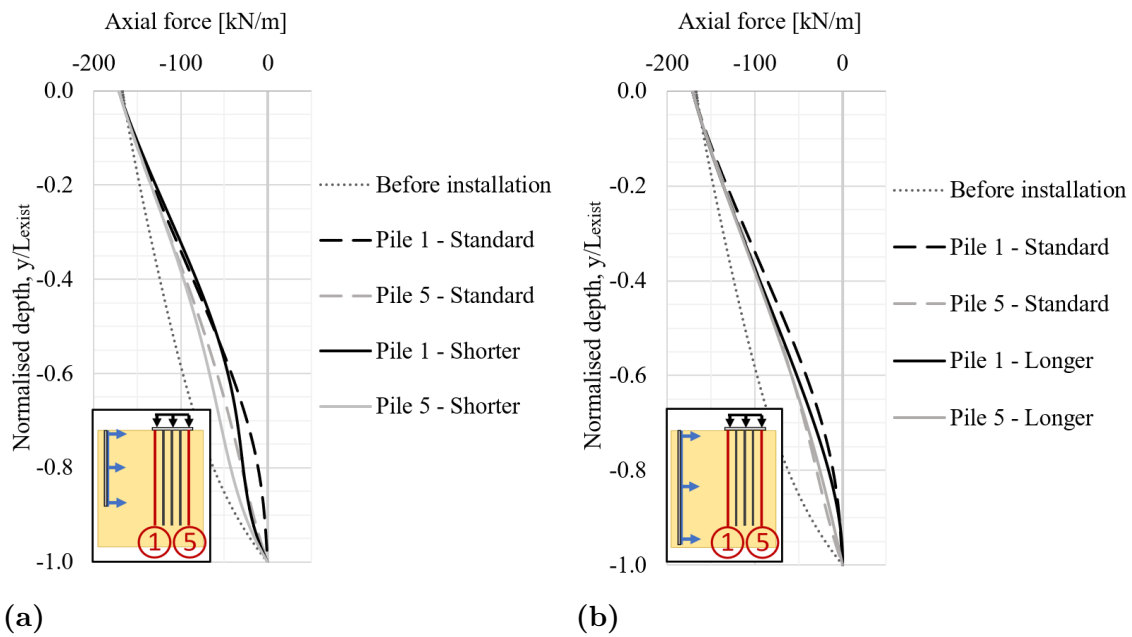 Axial force [kN/m]
-200 -100 0
0.0
-0.2
-0.4
-0.6
-0.8
-1.0
Normalised depth, y/Lexist
Before installation
Pile 1 - Standard
Pile 5 - Standard
Pile 1 - Shorter
Pile 5 - Shorter
1 5
(a)
Axial force [kN/m]
-200 -100 0
0.0
-0.2
-0.4
-0.6
-0.8
-1.0
Normalised depth, y/Lexist
Before installation
Pile 1 - Standard
Pile 5 - Standard
Pile 1 - Longer
Pile 5 - Longer
1 5
(b)